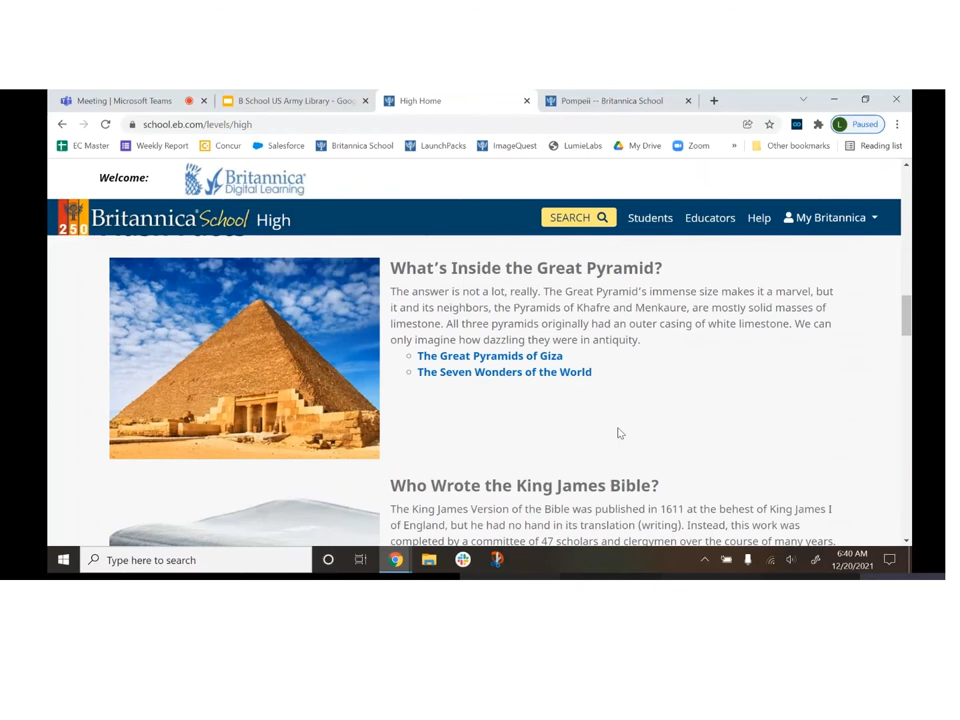 Meeting | Microsoft Teams
B School US Army Library - Goo
High Home
Pompeii -- Britannica School
school.eb.com/levels/high
L Paused
EC Master
Weekly Report
Concur
Salesforce
Britannica School
LaunchPacks
ImageQuest
LumieLabs
My Drive
Zoom
»
Other bookmarks
Reading list
Welcome:
Britannica®
Digital Learning
250
Britannica® School High
SEARCH
Students
Educators
Help
My Britannica
What's Inside the Great Pyramid?
The answer is not a lot, really. The Great Pyramid's immense size makes it a marvel, but
it and its neighbors, the Pyramids of Khafre and Menkaure, are mostly solid masses of
limestone. All three pyramids originally had an outer casing of white limestone. We can
only imagine how dazzling they were in antiquity.
The Great Pyramids of Giza
The Seven Wonders of the World
Who Wrote the King James Bible?
The King James Version of the Bible was published in 1611 at the behest of King James I
of England, but he had no hand in its translation (writing). Instead, this work was
completed by a committee of 47 scholars and clergymen over the course of many years.
Type here to search
6:40 AM
12/20/2021